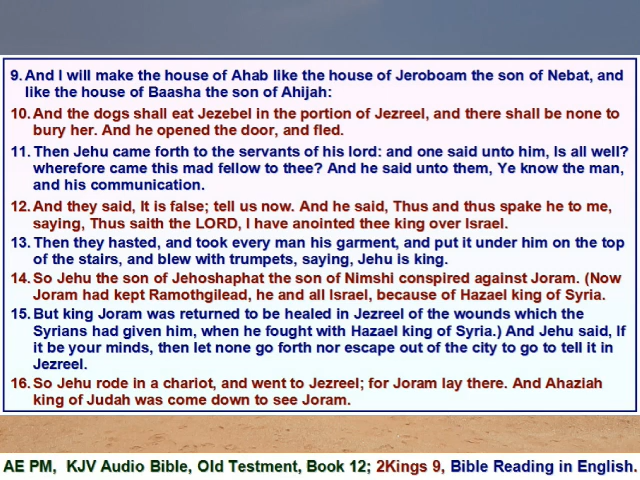 9. And I will make the house of Ahab like the house of Jeroboam the son of Nebat, and
like the house of Baasha the son of Ahijah:
10. And the dogs shall eat Jezebel in the portion of Jezreel, and there shall be none to
bury her. And he opened the door, and fled.
11. Then Jehu came forth to the servants of his lord: and one said unto him, Is all well?
wherefore came this mad fellow to thee? And he said unto them, Ye know the man,
and his communication.
12. And they said, It is false; tell us now. And he said, Thus and thus spake he to me,
saying, Thus saith the LORD, I have anointed thee king over Israel.
13. Then they hasted, and took every man his garment, and put it under him on the top
of the stairs, and blew with trumpets, saying, Jehu is king.
14. So Jehu the son of Jehoshaphat the son of Nimshi conspired against Joram. (Now
Joram had kept Ramothgilead, he and all Israel, because of Hazael king of Syria.
15. But king Joram was returned to be healed in Jezreel of the wounds which the
Syrians had given him, when he fought with Hazael king of Syria.) And Jehu said, If
it be your minds, then let none go forth nor escape out of the city to go to tell it in
Jezreel.
16. So Jehu rode in a chariot, and went to Jezreel; for Joram lay there. And Ahaziah
king of Judah was come down to see Joram.
AE PM, KJV Audio Bible, Old Testment, Book 12; 2Kings 9, Bible Reading in English.